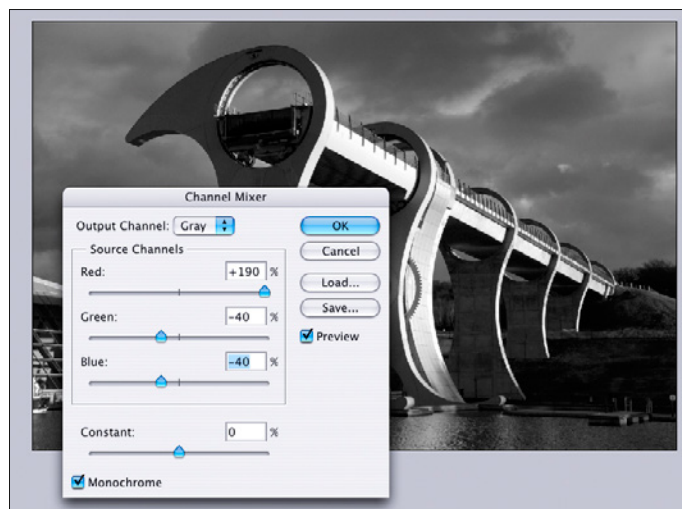 Channel Mixer
Output Channel: Gray
OK
Source Channels
Cancel
Red: +190 %
Load...
Green: -40 %
Save...
Preview
Blue: -40 %
Constant: 0 %
Monochrome